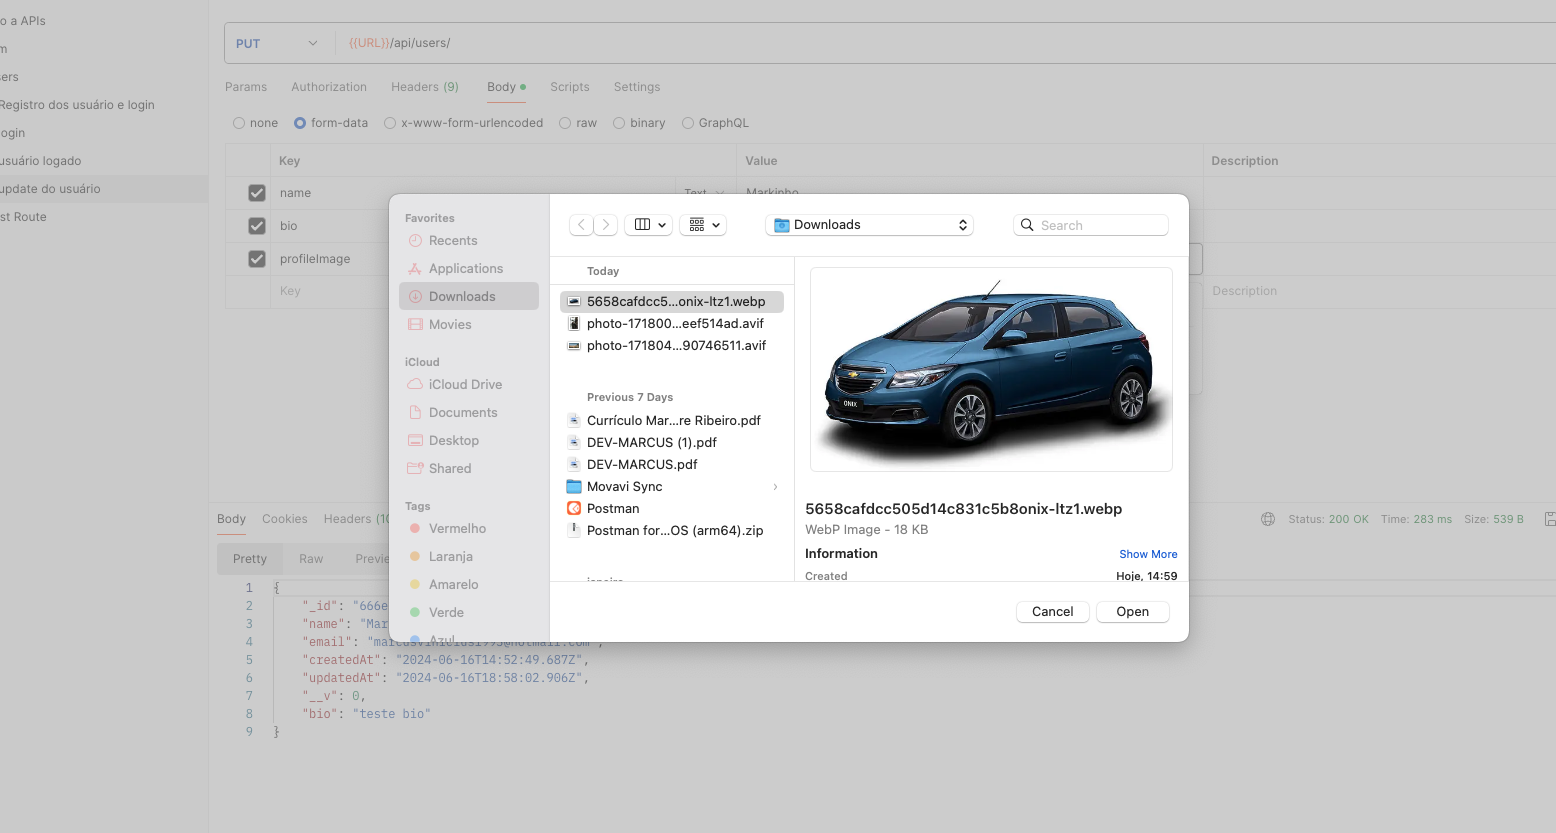 o a APIs
m
sers
Registro dos usuário e login
ogin
usuário logado
update do usuário
st Route
PUT
{{URL}}/api/users/
Params Authorization Headers (9) Body Scripts Settings
none form-data x-www-form-urlencoded raw binary GraphQL
Key Value Description
name Text Markinho
bio
profileImage
Key Description
Favorites
Recents
Applications
Downloads
Movies
iCloud
iCloud Drive
Documents
Desktop
Shared
Tags
Vermelho
Laranja
Amarelo
Verde
Azul
Downloads
Search
Today
5658cafdcc5...onix-ltz1.webp
photo-171800...eef514ad.avif
photo-171804...90746511.avif
Previous 7 Days
Currículo Mar...re Ribeiro.pdf
DEV-MARCUS (1).pdf
DEV-MARCUS.pdf
Movavi Sync
Postman
Postman for...OS (arm64).zip
janeiro
ONIX
5658cafdcc505d14c831c5b8onix-ltz1.webp
WebP Image - 18 KB
Information Show More
Created Hoje, 14:59
Cancel Open
Body Cookies Headers (10
Status: 200 OK Time: 283 ms Size: 539 B
Pretty Raw Previe
1 {
2 "_id": "666e
3 "name": "Mar
4 "email": "marcusvinicius1993@hotmail.com",
5 "createdAt": "2024-06-16T14:52:49.687Z",
6 "updatedAt": "2024-06-16T18:58:02.906Z",
7 "__v": 0,
8 "bio": "teste bio"
9 }